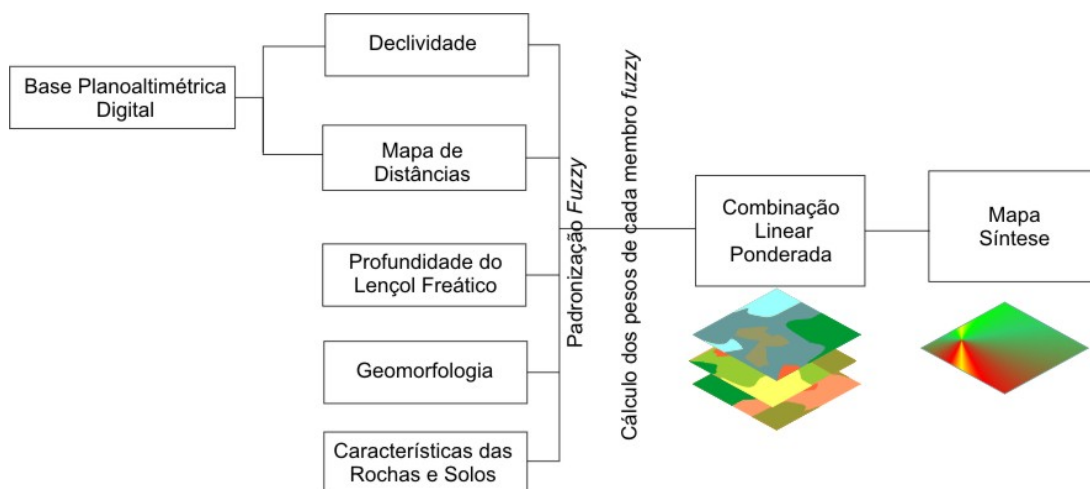 Base Planoaltimétrica
Digital
Declividade
Mapa de
Distâncias
Profundidade do
Lençol Freático
Geomorfologia
Características das
Rochas e Solos
Padronização Fuzzy
Cálculo dos pesos de cada membro fuzzy
Combinação
Linear
Ponderada
Mapa
Síntese